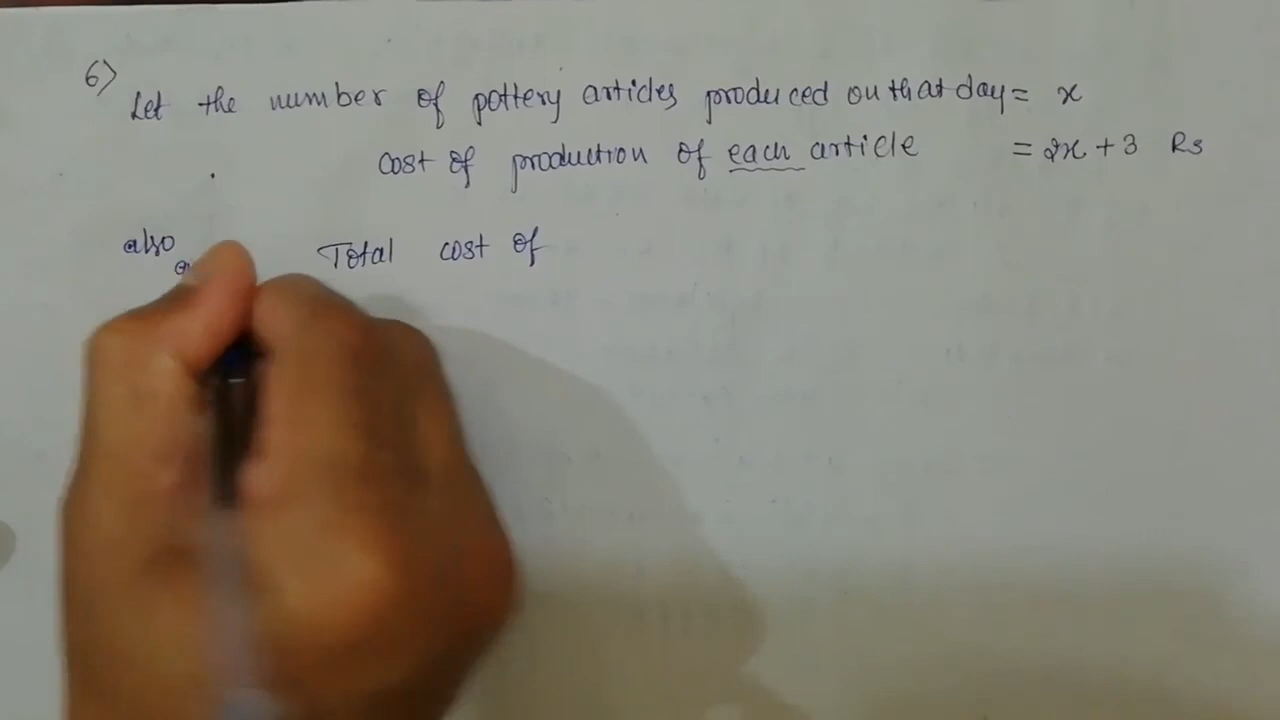 6)
Let the number of pottery articles produced on that day = x
cost of production of each article = 2x + 3 Rs
also Total cost of